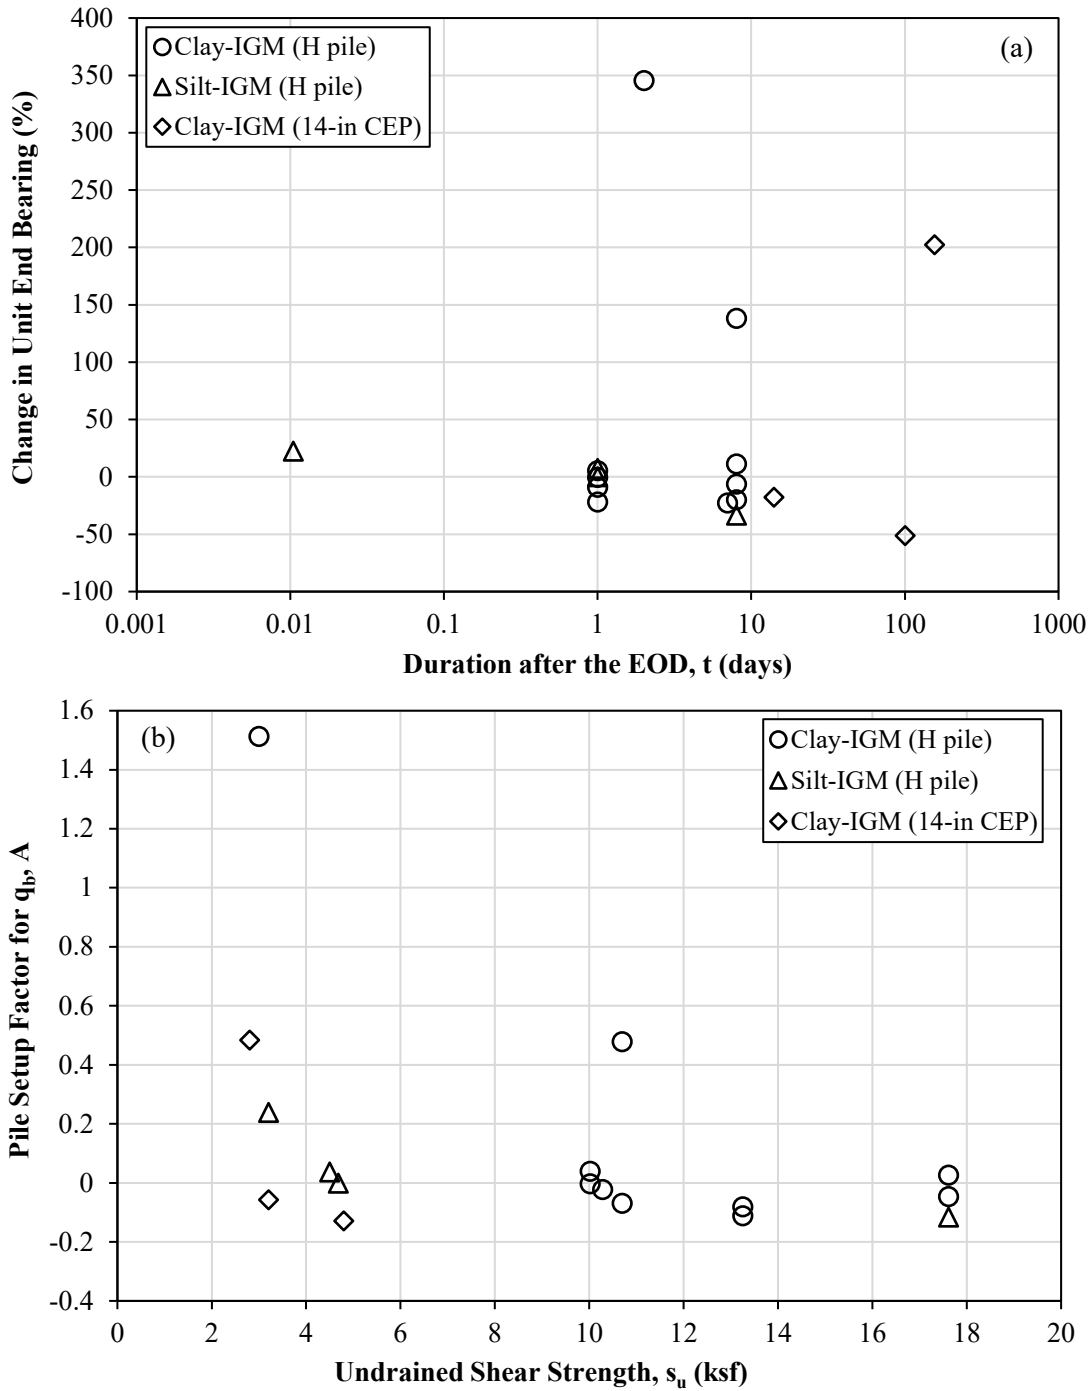 400
350
300
250
200
150
100
50
0
-50
-100
Change in Unit End Bearing (%)
Clay-IGM (H pile)
Silt-IGM (H pile)
Clay-IGM (14-in CEP)
(a)
0.001 0.01 0.1 1 10 100 1000
Duration after the EOD, t (days)
1.6
1.4
1.2
1
0.8
0.6
0.4
0.2
0
-0.2
-0.4
Pile Setup Factor for qb, A
(b)
Clay-IGM (H pile)
Silt-IGM (H pile)
Clay-IGM (14-in CEP)
0 2 4 6 8 10 12 14 16 18 20
Undrained Shear Strength, su (ksf)